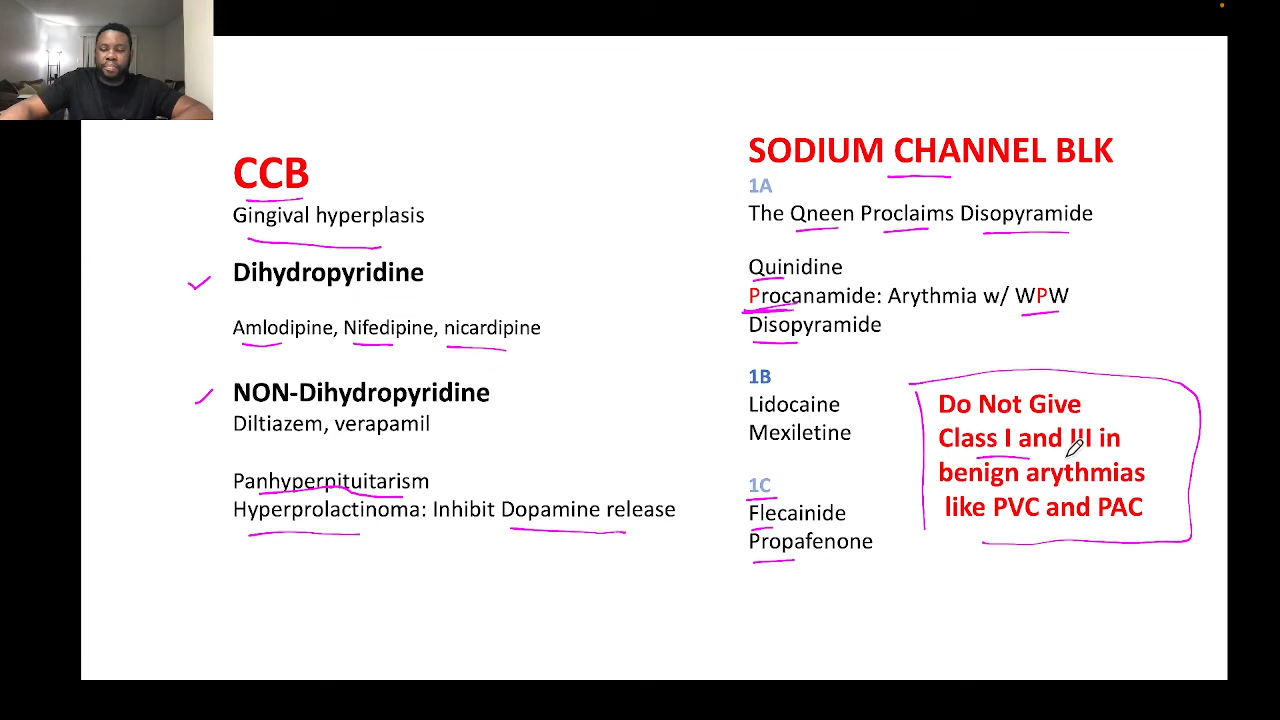 CCB
Gingival hyperplasis
Dihydropyridine
Amlodipine, Nifedipine, nicardipine
NON-Dihydropyridine
Diltiazem, verapamil
Panhyperpituitarism
Hyperprolactinoma: Inhibit Dopamine release
SODIUM CHANNEL BLK
1A
The Qneen Proclaims Disopyramide
Quinidine
Procanamide: Arythmia w/ WPW
Disopyramide
1B
Lidocaine
Mexiletine
1C
Flecainide
Propafenone
Do Not Give
Class I and III in
benign arythmias
like PVC and PAC